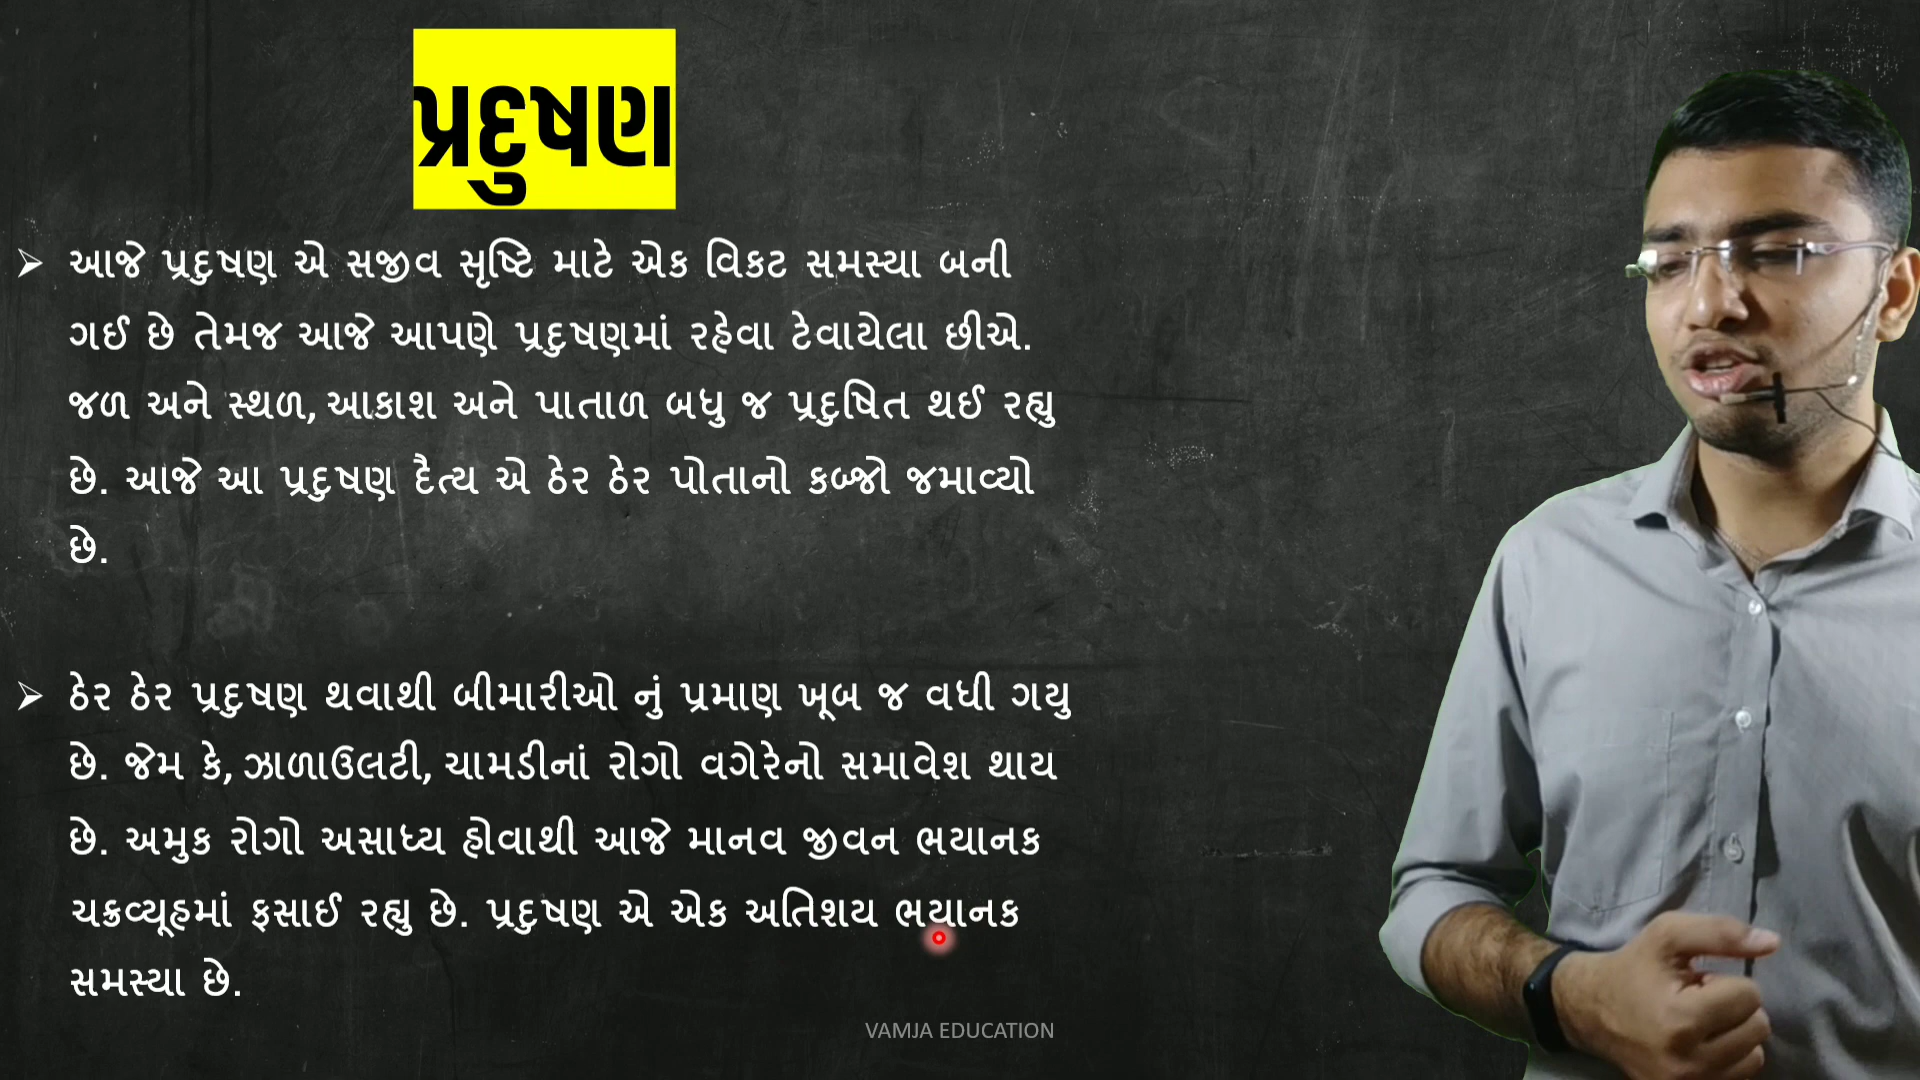 પ્રદુષણ
➢ આજે પ્રદુષણ એ સજીવ સૃષ્ટિ માટે એક વિકટ સમસ્યા બની
ગઈ છે તેમજ આજે આપણે પ્રદુષણમાં રહેવા ટેવાયેલા છીએ.
જળ અને સ્થળ, આકાશ અને પાતાળ બધુ જ પ્રદુષિત થઈ રહ્યુ
છે. આજે આ પ્રદુષણ દૈત્ય એ ઠેર ઠેર પોતાનો કબ્જો જમાવ્યો
છે.
➢ ઠેર ઠેર પ્રદુષણ થવાથી બીમારીઓ નું પ્રમાણ ખૂબ જ વધી ગયુ
છે. જેમ કે, ઝાળાઉલટી, ચામડીનાં રોગો વગેરેનો સમાવેશ થાય
છે. અમુક રોગો અસાધ્ય હોવાથી આજે માનવ જીવન ભયાનક
ચક્રવ્યૂહમાં ફસાઈ રહ્યુ છે. પ્રદુષણ એ એક અતિશય ભયાનક
સમસ્યા છે.
VAMJA EDUCATION